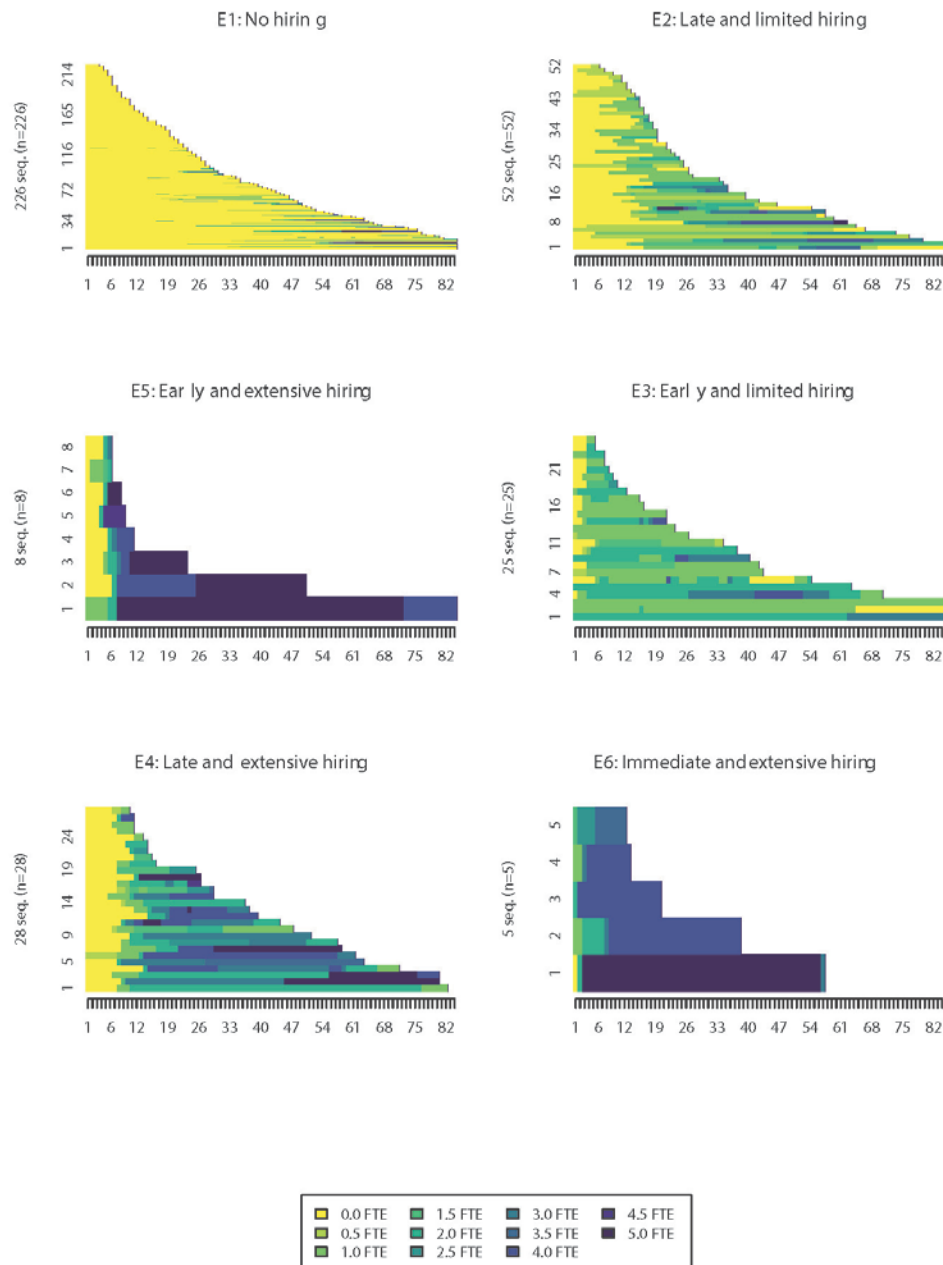 E1: No hirin g
E2: Late and limited hiring
226 seq. (n=226)
1 34 72 116 165 214
1 6 12 19 26 33 40 47 54 61 68 75 82
52 seq. (n=52)
1 8 16 25 34 43 52
1 6 12 19 26 33 40 47 54 61 68 75 82
E5: Ear ly and extensive hiring
E3: Earl y and limited hiring
8 seq. (n=8)
1 2 3 4 5 6 7 8
1 6 12 19 26 33 40 47 54 61 68 75 82
25 seq. (n=25)
1 4 7 11 16 21
1 6 12 19 26 33 40 47 54 61 68 75 82
E4: Late and extensive hiring
E6: Immediate and extensive hiring
28 seq. (n=28)
1 5 9 14 19 24
1 6 12 19 26 33 40 47 54 61 68 75 82
5 seq. (n=5)
1 2 3 4 5
1 6 12 19 26 33 40 47 54 61 68 75 82
0.0 FTE 1.5 FTE 3.0 FTE 4.5 FTE
0.5 FTE 2.0 FTE 3.5 FTE 5.0 FTE
1.0 FTE 2.5 FTE 4.0 FTE